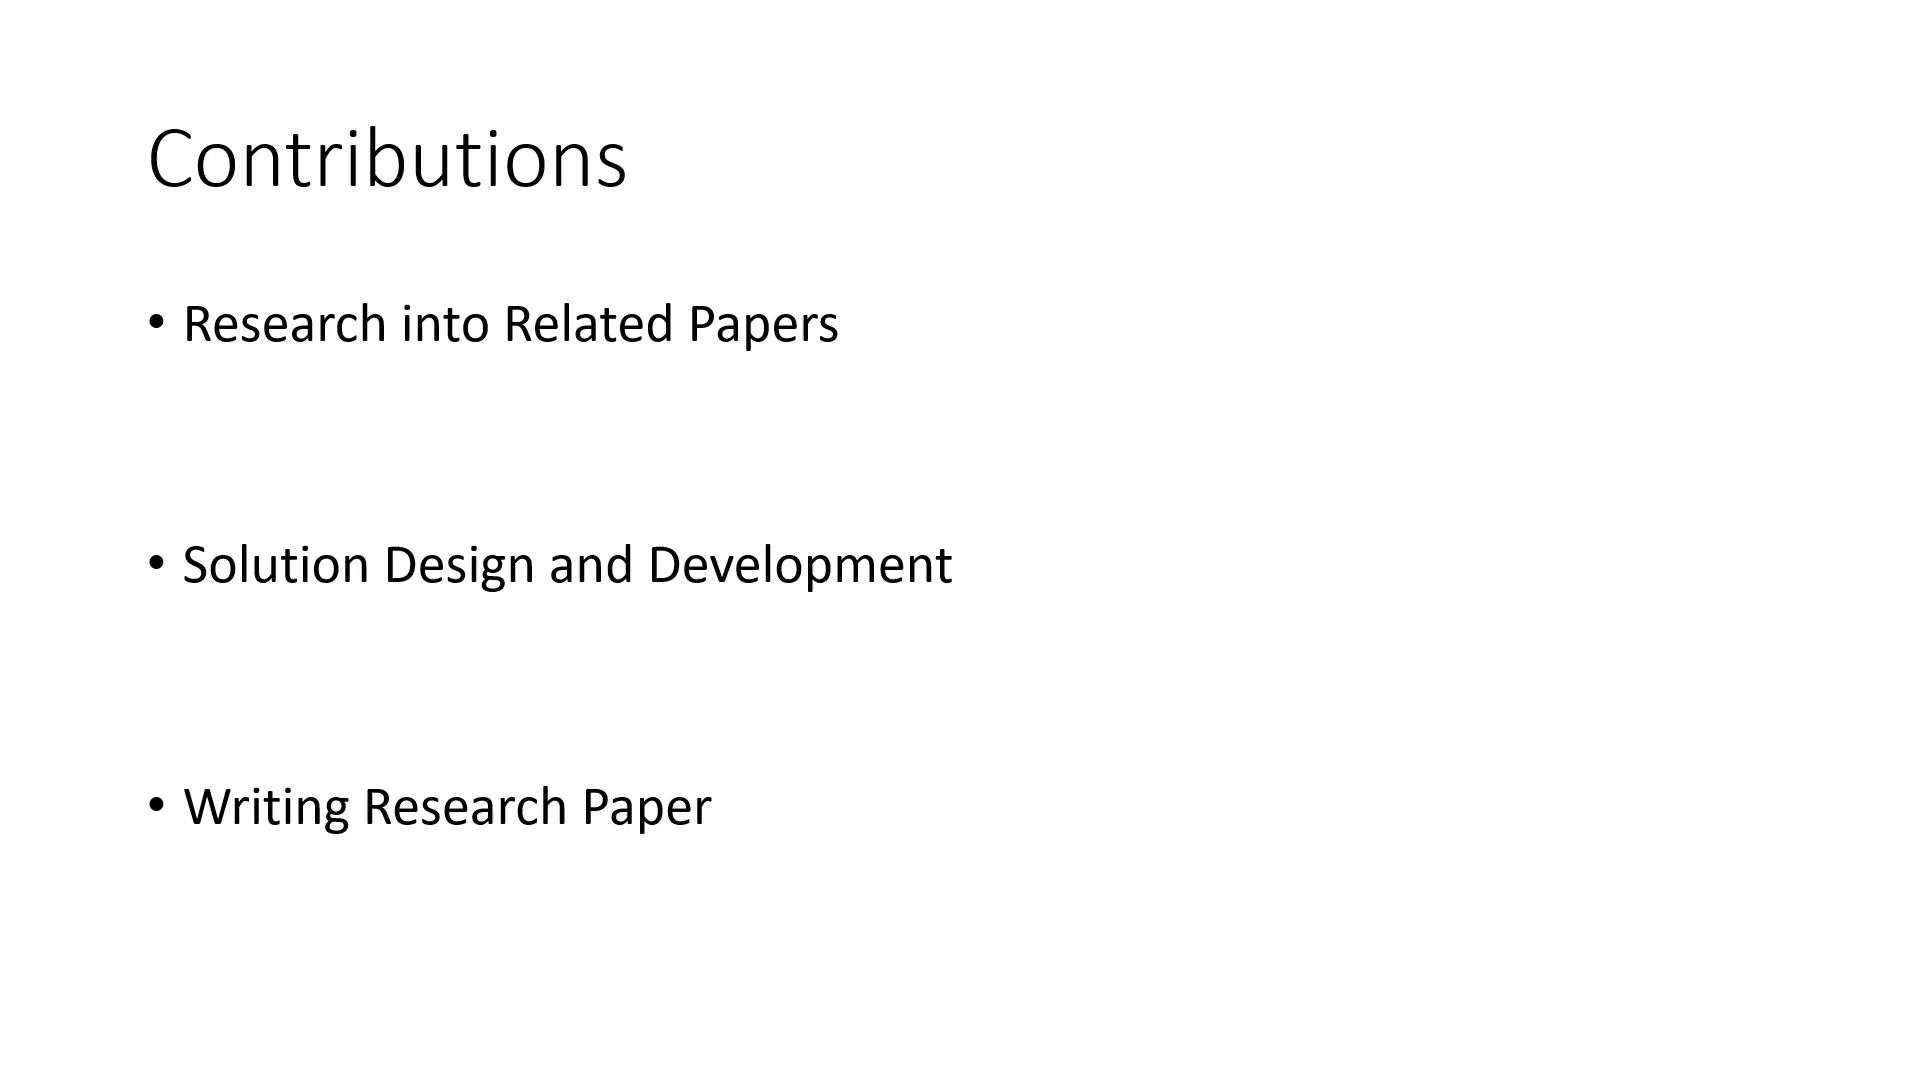 Contributions
• Research into Related Papers
• Solution Design and Development
• Writing Research Paper